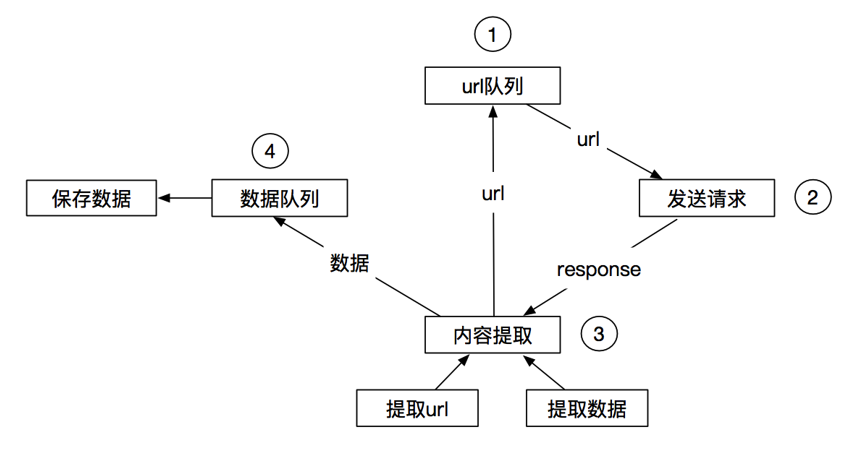 1
url队列
url
4
保存数据
数据队列
url
发送请求
2
数据
response
内容提取
3
提取url
提取数据